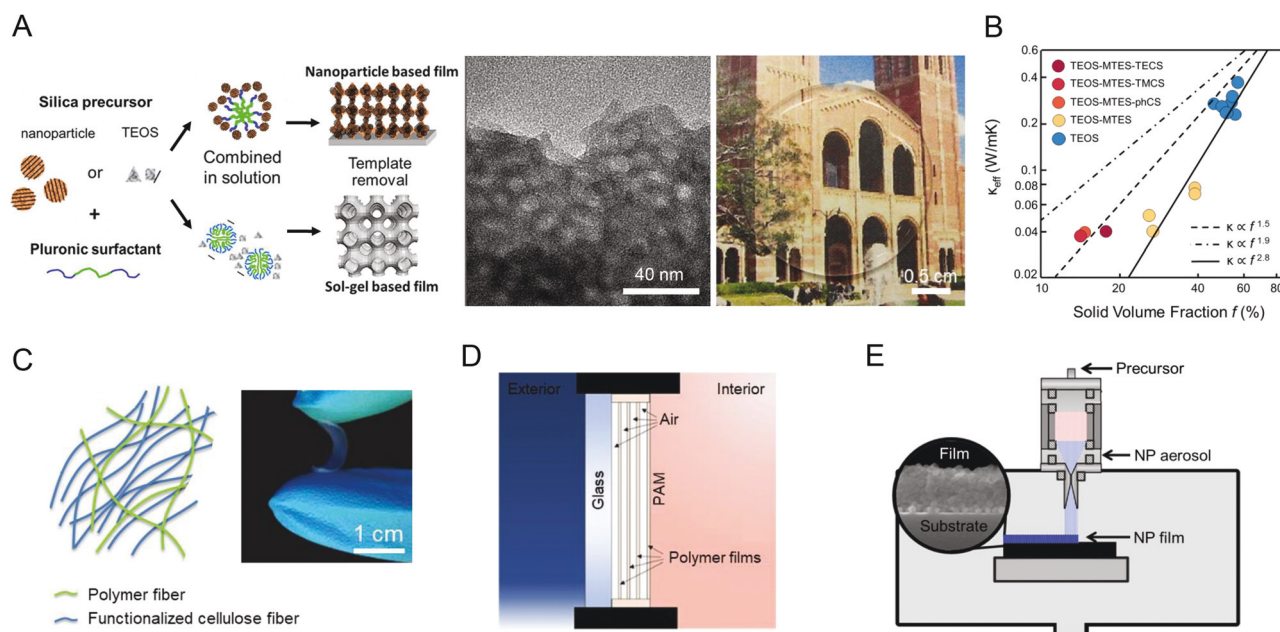 A
Silica precursor
nanoparticle TEOS
or
+
Pluronic surfactant
Combined
in solution
Nanoparticle based film
Template
removal
Sol-gel based film
40 nm
0.5 cm
B
TEOS-MTES-TECS
TEOS-MTES-TMCS
TEOS-MTES-phCS
TEOS-MTES
TEOS
κeff (W/mK)
0.6
0.4
0.2
0.1
0.08
0.06
0.04
0.02
κ ∝ f^1.5
κ ∝ f^1.9
κ ∝ f^2.8
10 20 40 60 80
Solid Volume Fraction f (%)
C
1 cm
Polymer fiber
Functionalized cellulose fiber
D
Exterior
Interior
Air
Glass
PAM
Polymer films
E
Precursor
NP aerosol
Film
Substrate
NP film